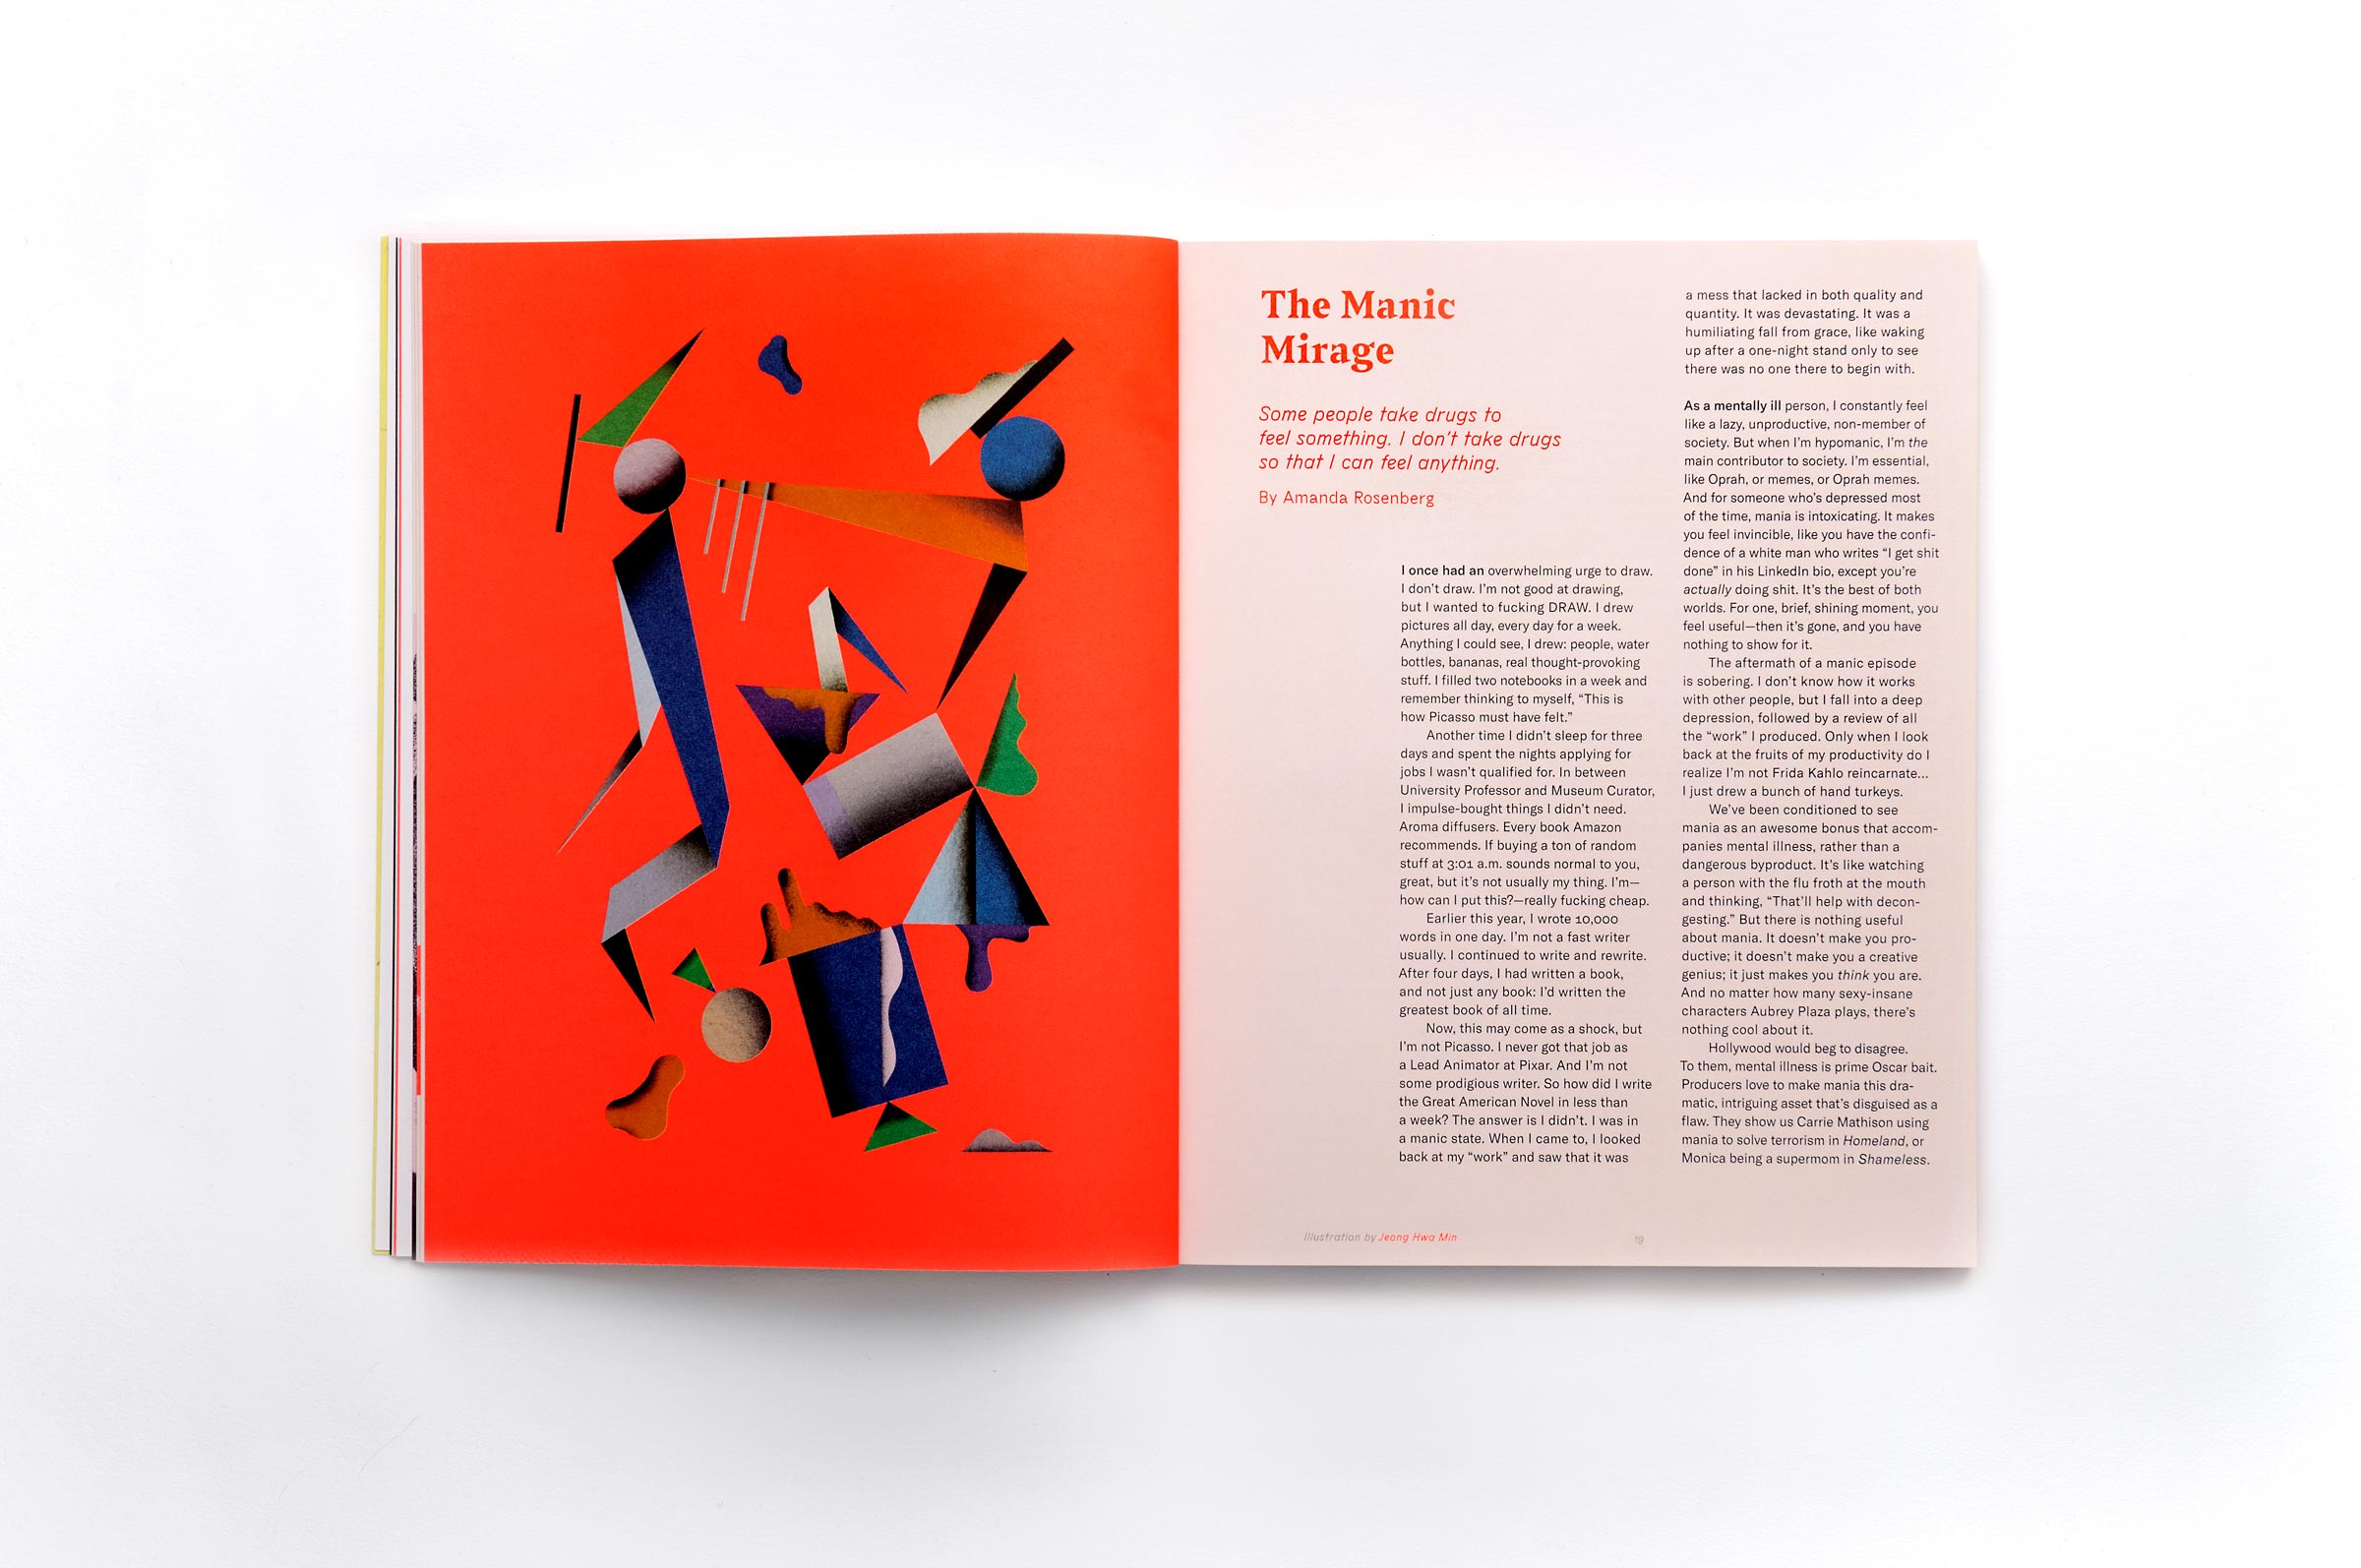 The Manic
Mirage
Some people take drugs to
feel something. I don't take drugs
so that I can feel anything.
By Amanda Rosenberg
I once had an overwhelming urge to draw.
I don't draw. I'm not good at drawing,
but I wanted to fucking DRAW. I drew
pictures all day, every day for a week.
Anything I could see, I drew: people, water
bottles, bananas, real thought-provoking
stuff. I filled two notebooks in a week and
remember thinking to myself, “This is
how Picasso must have felt.”
Another time I didn't sleep for three
days and spent the nights applying for
jobs I wasn't qualified for. In between
University Professor and Museum Curator,
I impulse-bought things I didn't need.
Aroma diffusers. Every book Amazon
recommends. If buying a ton of random
stuff at 3:01 a.m. sounds normal to you,
great, but it's not usually my thing. I'm—
how can I put this?—really fucking cheap.
Earlier this year, I wrote 10,000
words in one day. I'm not a fast writer
usually. I continued to write and rewrite.
After four days, I had written a book,
and not just any book: I'd written the
greatest book of all time.
Now, this may come as a shock, but
I'm not Picasso. I never got that job as
a Lead Animator at Pixar. And I'm not
some prodigious writer. So how did I write
the Great American Novel in less than
a week? The answer is I didn't. I was in
a manic state. When I came to, I looked
back at my “work” and saw that it was
a mess that lacked in both quality and
quantity. It was devastating. It was a
humiliating fall from grace, like waking
up after a one-night stand only to see
there was no one there to begin with.
As a mentally ill person, I constantly feel
like a lazy, unproductive, non-member of
society. But when I'm hypomanic, I'm the
main contributor to society. I'm essential,
like Oprah, or memes, or Oprah memes.
And for someone who's depressed most
of the time, mania is intoxicating. It makes
you feel invincible, like you have the confi-
dence of a white man who writes “I get shit
done” in his LinkedIn bio, except you're
actually doing shit. It's the best of both
worlds. For one, brief, shining moment, you
feel useful—then it's gone, and you have
nothing to show for it.
The aftermath of a manic episode
is sobering. I don't know how it works
with other people, but I fall into a deep
depression, followed by a review of all
the “work” I produced. Only when I look
back at the fruits of my productivity do I
realize I'm not Frida Kahlo reincarnate...
I just drew a bunch of hand turkeys.
We've been conditioned to see
mania as an awesome bonus that accom-
panies mental illness, rather than a
dangerous byproduct. It's like watching
a person with the flu froth at the mouth
and thinking, “That'll help with decon-
gesting.” But there is nothing useful
about mania. It doesn't make you pro-
ductive; it doesn't make you a creative
genius; it just makes you think you are.
And no matter how many sexy-insane
characters Aubrey Plaza plays, there's
nothing cool about it.
Hollywood would beg to disagree.
To them, mental illness is prime Oscar bait.
Producers love to make mania this dra-
matic, intriguing asset that's disguised as a
flaw. They show us Carrie Mathison using
mania to solve terrorism in Homeland, or
Monica being a supermom in Shameless.
Illustration by Jeong Hwa Min
19